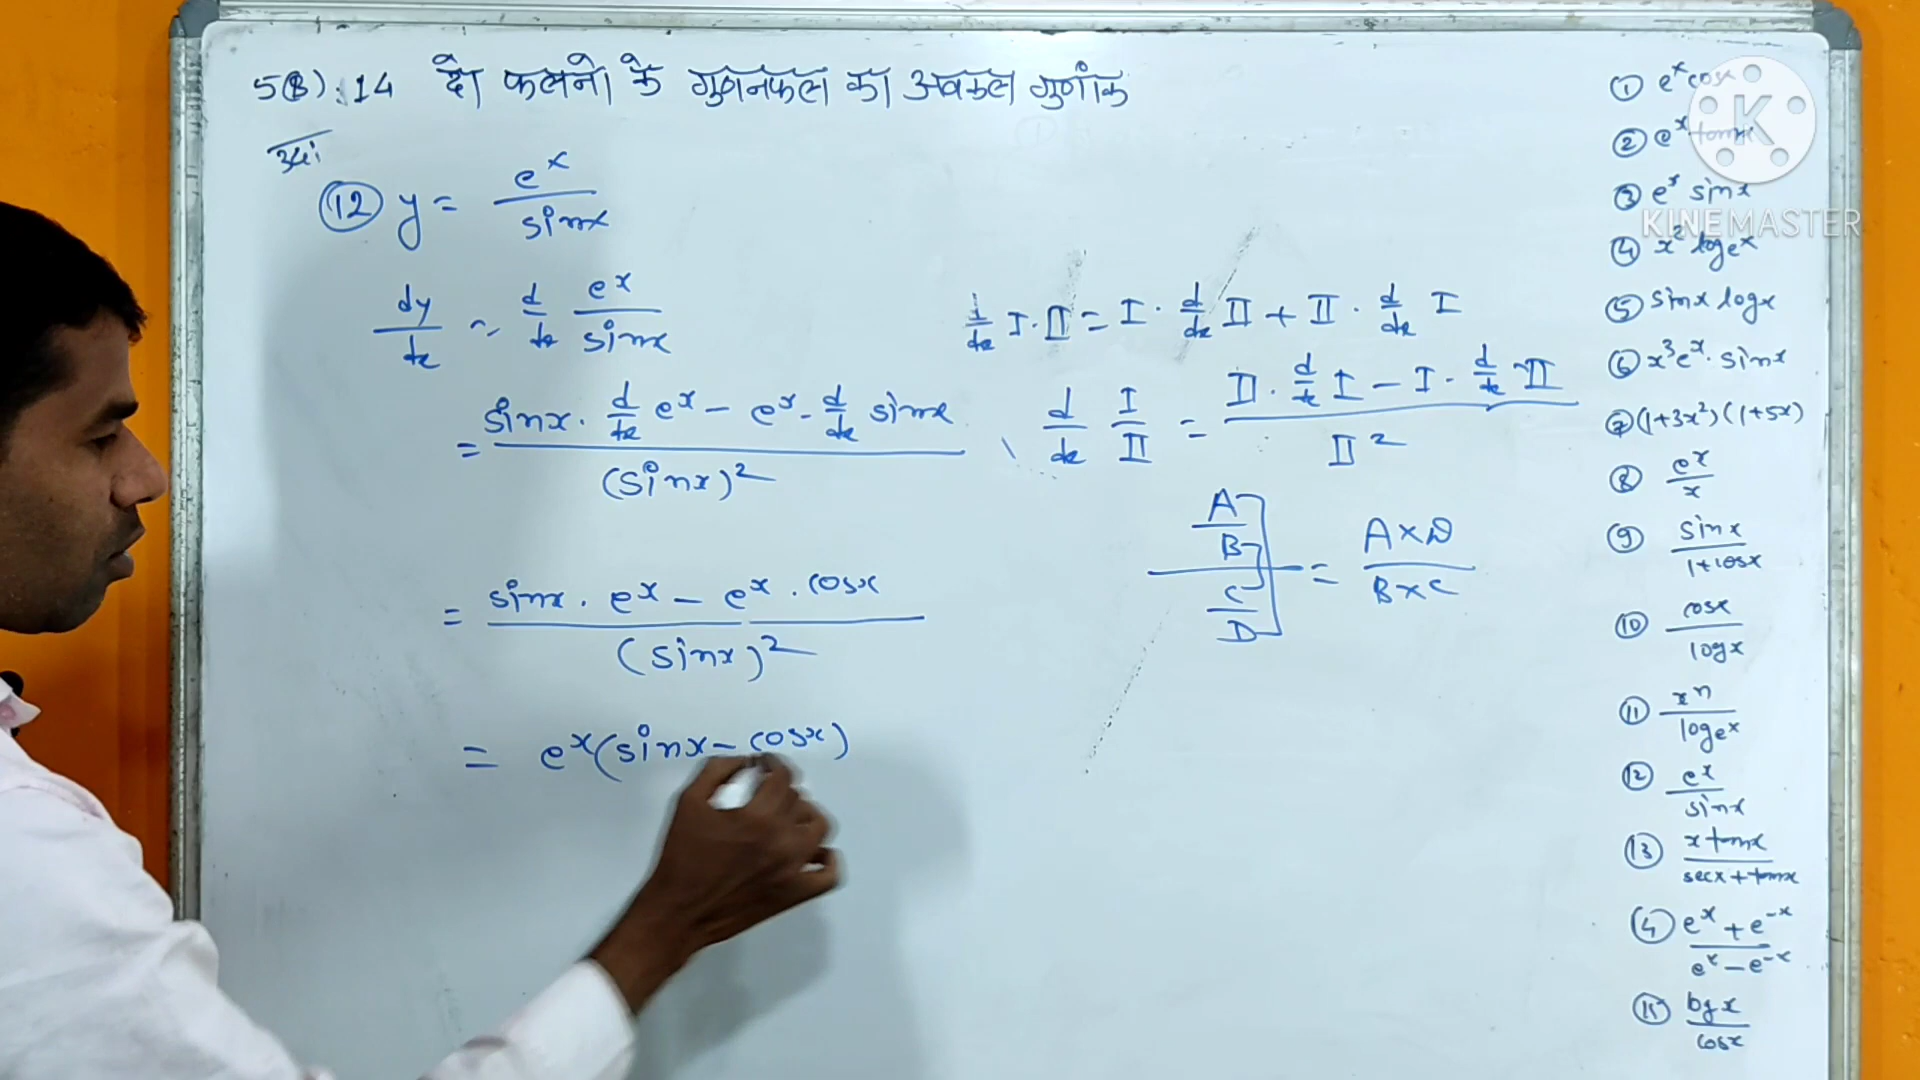 5(B).14 दो फलनो के गुणनफल का अवकल गुणांक
उदा:
⑫ y = e^x / sinx
dy/dx = d/dx e^x / sinx
= sinx . d/dx e^x - e^x . d/dx sinx / (sinx)^2
= sinx . e^x - e^x . cosx / (sinx)^2
= e^x (sinx - cosx)
d/dx I . II = I . d/dx II + II . d/dx I
d/dx I/II = II . d/dx I - I . d/dx II / II^2
A/B / C/D = A×D / B×C
① e^x cosx
② e^x tanx
③ e^x sinx
④ x^2 log e^x
⑤ sinx logx
⑥ x^3 e^x . sinx
⑦ (1+3x^2)(1+5x)
⑧ e^x / x
⑨ sinx / 1+cosx
⑩ cosx / logx
⑪ x^n / log e^x
⑫ e^x / sinx
⑬ x tanx / secx + tanx
⑭ e^x + e^-x / e^x - e^-x
⑮ logx / cosx
K
KINEMASTER